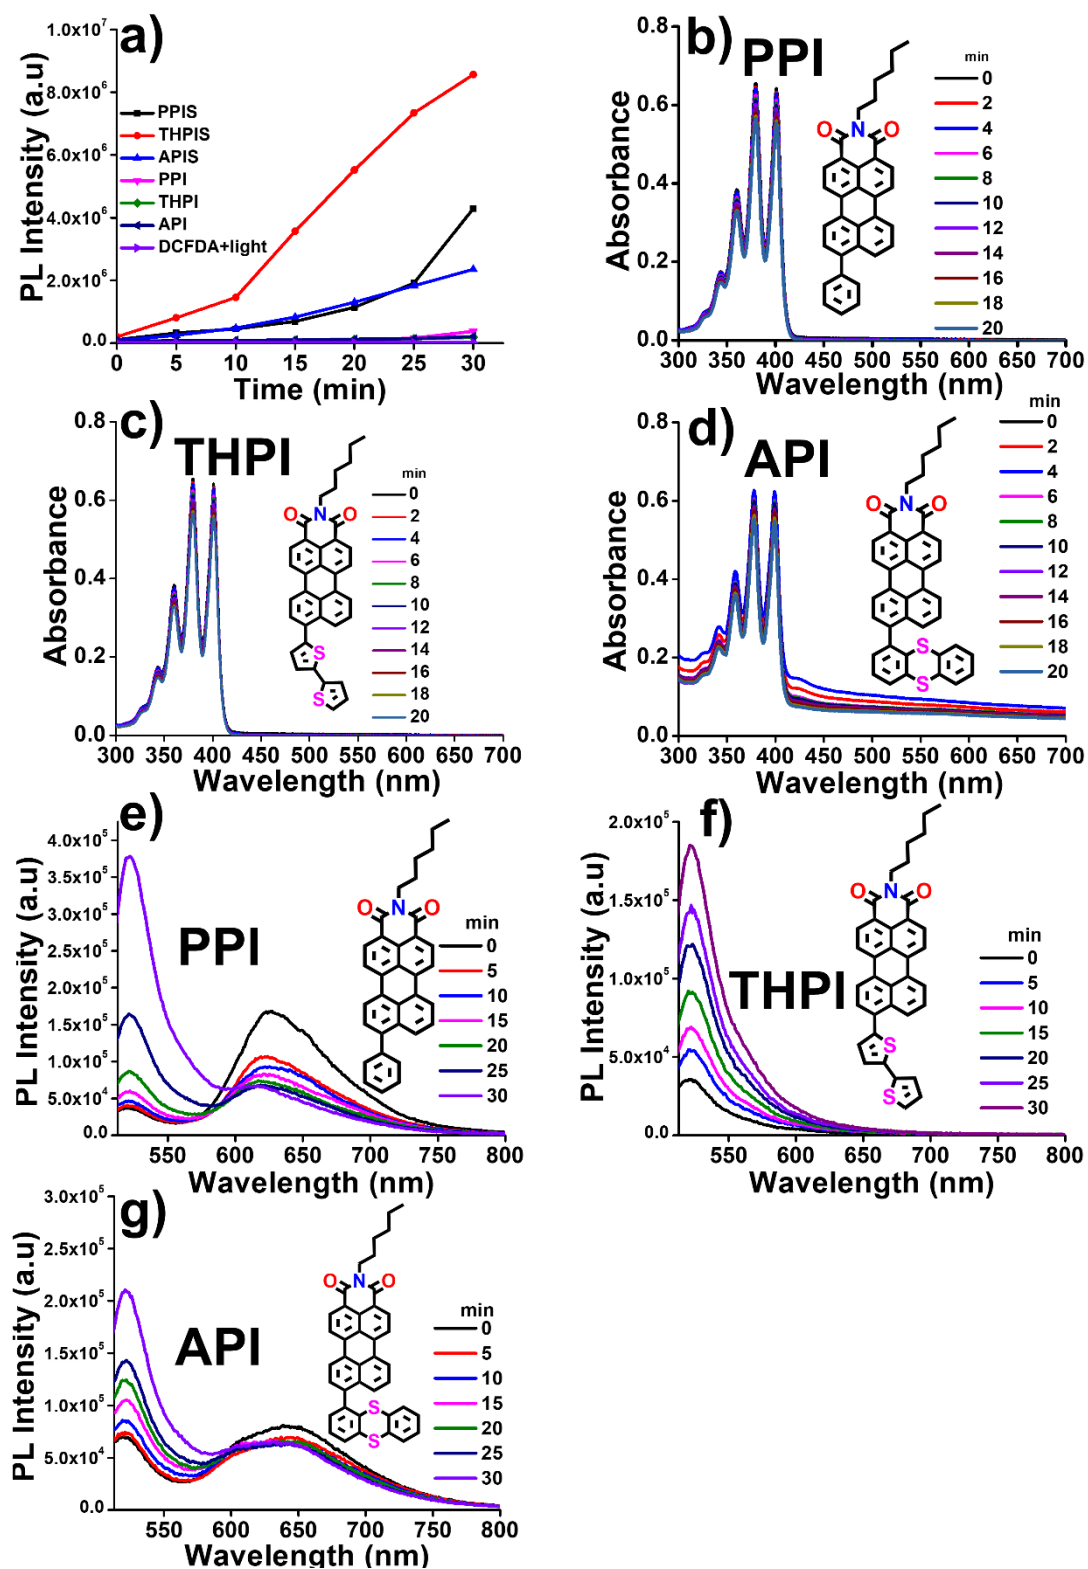 a)
PL Intensity (a.u)
1.0x10⁷
8.0x10⁶
6.0x10⁶
4.0x10⁶
2.0x10⁶
0.0
PPIS
THPIS
APIS
PPI
THPI
API
DCFDA+light
0 5 10 15 20 25 30
Time (min)
b)
PPI
Absorbance
0.8
0.6
0.4
0.2
0.0
O N O
min
0
2
4
6
8
10
12
14
16
18
20
300 350 400 450 500 550 600 650 700
Wavelength (nm)
c)
THPI
Absorbance
0.8
0.6
0.4
0.2
0.0
O N O
S
S
min
0
2
4
6
8
10
12
14
16
18
20
300 350 400 450 500 550 600 650 700
Wavelength (nm)
d)
API
Absorbance
0.8
0.6
0.4
0.2
0.0
O N O
S
S
min
0
2
4
6
8
10
12
14
16
18
20
300 350 400 450 500 550 600 650 700
Wavelength (nm)
e)
PPI
PL Intensity (a.u)
4.0x10⁵
3.5x10⁵
3.0x10⁵
2.5x10⁵
2.0x10⁵
1.5x10⁵
1.0x10⁵
5.0x10⁴
0.0
O N O
min
0
5
10
15
20
25
30
550 600 650 700 750 800
Wavelength (nm)
f)
THPI
PL Intensity (a.u)
2.0x10⁵
1.5x10⁵
1.0x10⁵
5.0x10⁴
0.0
O N O
S
S
min
0
5
10
15
20
25
30
550 600 650 700 750 800
Wavelength (nm)
g)
API
PL Intensity (a.u)
3.0x10⁵
2.5x10⁵
2.0x10⁵
1.5x10⁵
1.0x10⁵
5.0x10⁴
0.0
O N O
S
S
min
0
5
10
15
20
25
30
550 600 650 700 750 800
Wavelength (nm)